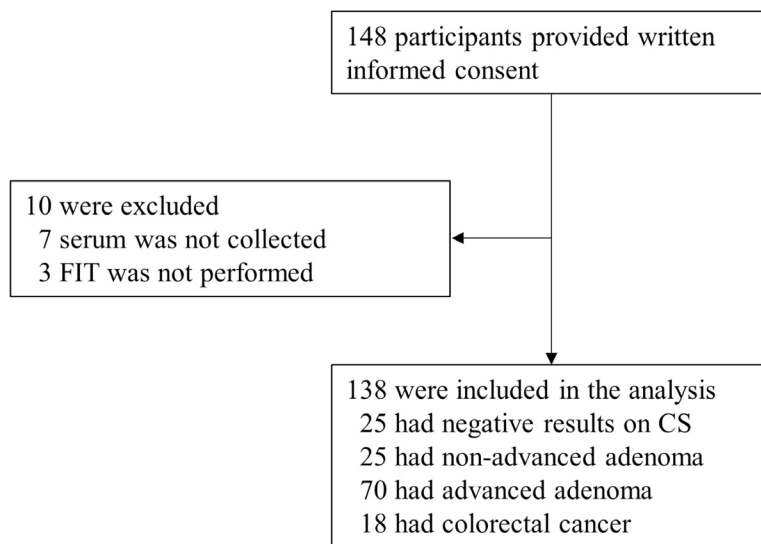 148 participants provided written
informed consent
10 were excluded
7 serum was not collected
3 FIT was not performed
138 were included in the analysis
25 had negative results on CS
25 had non-advanced adenoma
70 had advanced adenoma
18 had colorectal cancer